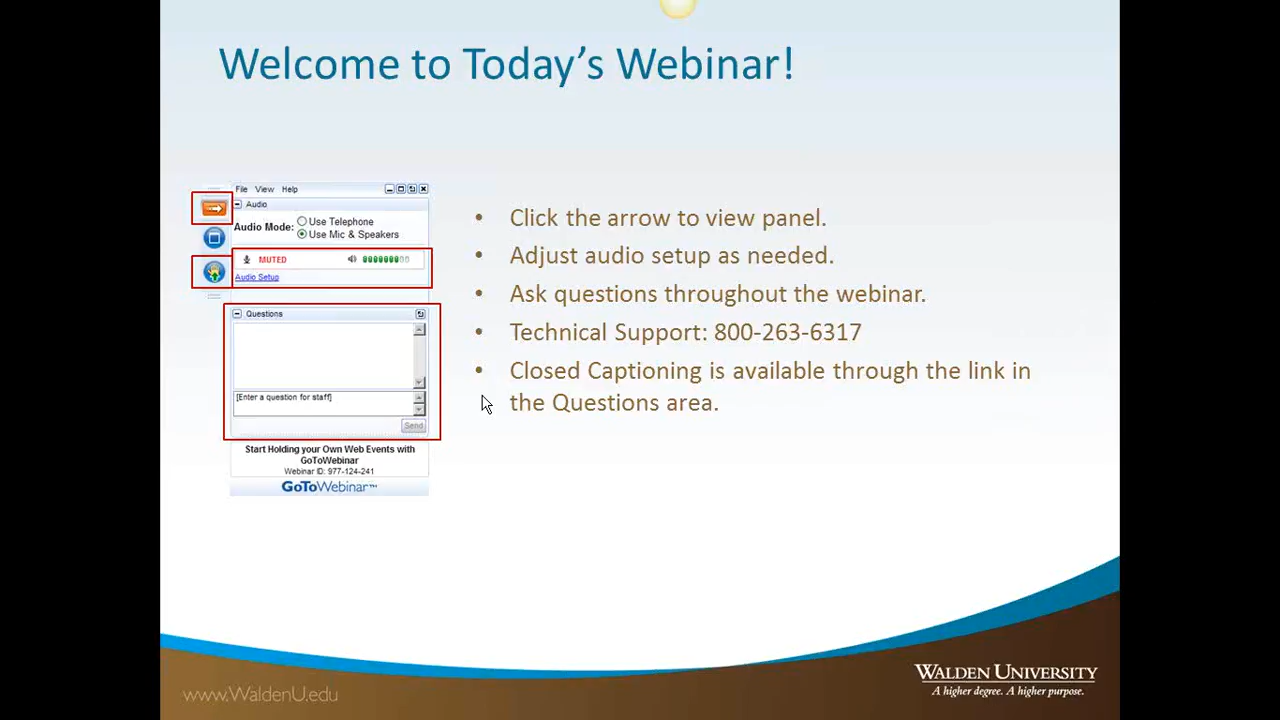 Welcome to Today's Webinar!
File View Help
Audio
Audio Mode: Use Telephone
Use Mic & Speakers
MUTED
Audio Setup
Questions
[Enter a question for staff]
Send
Start Holding your Own Web Events with
GoToWebinar
Webinar ID: 977-124-241
GoToWebinar™
• Click the arrow to view panel.
• Adjust audio setup as needed.
• Ask questions throughout the webinar.
• Technical Support: 800-263-6317
• Closed Captioning is available through the link in
the Questions area.
www.WaldenU.edu
WALDEN UNIVERSITY
A higher degree. A higher purpose.